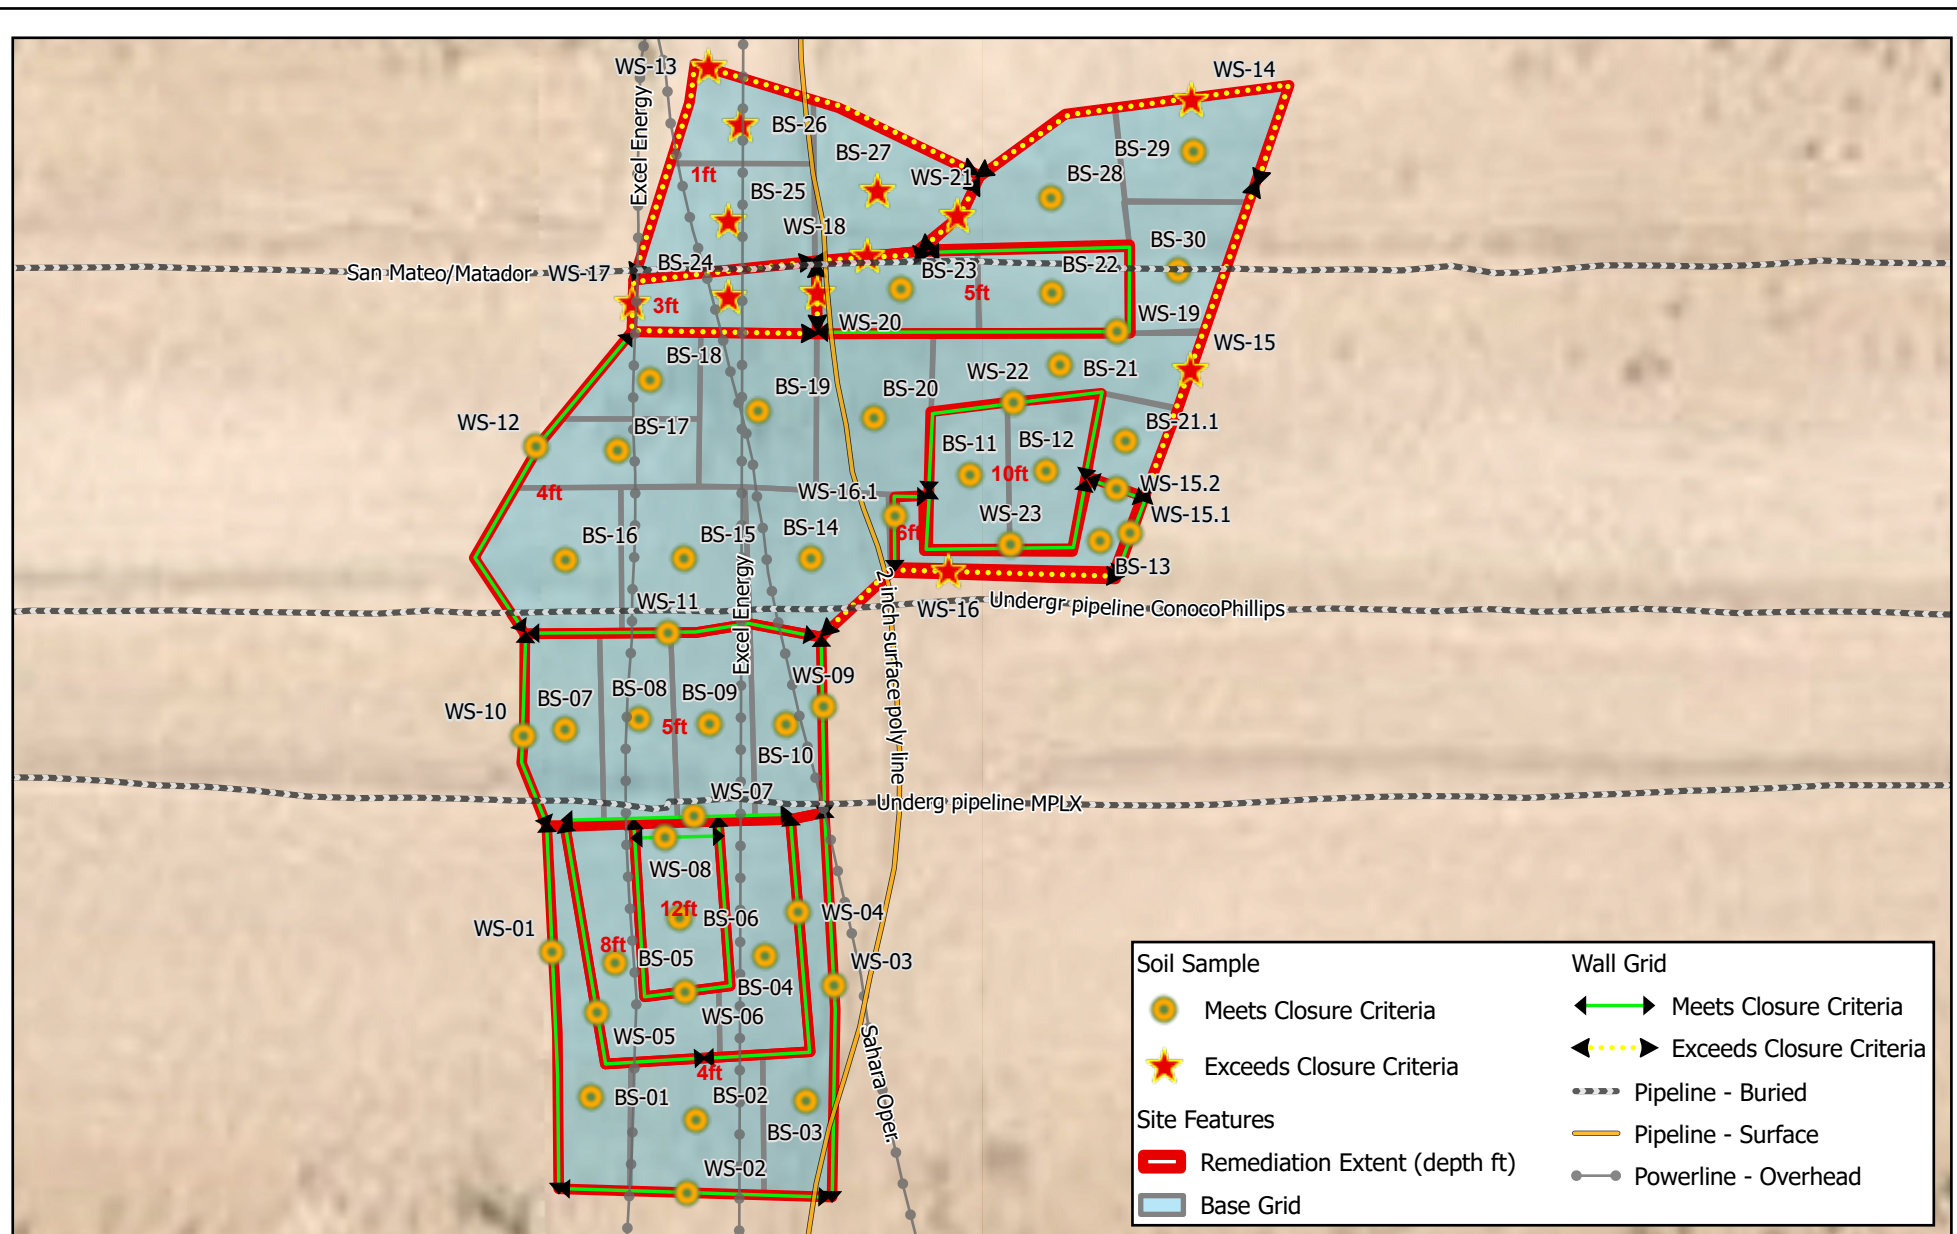 WS-13
WS-14
Excel Energy
BS-26
BS-27
BS-29
1ft
WS-21
BS-28
BS-25
WS-18
BS-30
San Mateo/Matador
WS-17
BS-24
BS-23
BS-22
3ft
5ft
WS-20
WS-19
WS-15
BS-18
BS-19
BS-20
WS-22
BS-21
WS-12
BS-17
BS-11
BS-12
BS-21.1
4ft
10ft
WS-16.1
WS-15.2
WS-23
WS-15.1
BS-16
BS-15
BS-14
6ft
BS-13
Excel Energy
2 inch surface poly line
WS-11
WS-16
Undergr pipeline ConocoPhillips
WS-09
BS-07
BS-08
BS-09
WS-10
5ft
BS-10
WS-07
Underg pipeline MPLX
WS-08
12ft
BS-06
WS-04
WS-01
8ft
BS-05
WS-03
BS-04
WS-06
WS-05
Sahara Oper.
4ft
BS-01
BS-02
BS-03
WS-02
Soil Sample
Meets Closure Criteria
Exceeds Closure Criteria
Site Features
Remediation Extent (depth ft)
Base Grid
Wall Grid
Meets Closure Criteria
Exceeds Closure Criteria
Pipeline - Buried
Pipeline - Surface
Powerline - Overhead